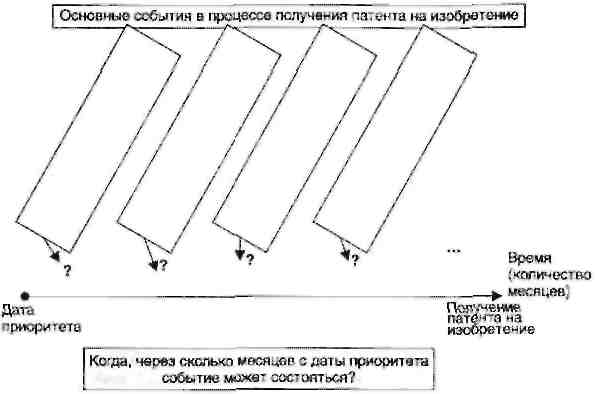 Основные события в процессе получения патента на изобретение
?
?
?
?
...
Время
(количество
месяцев)
Дата
приоритета
Получение
патента на
изобретение
Когда, через сколько месяцев с даты приоритета
событие может состояться?